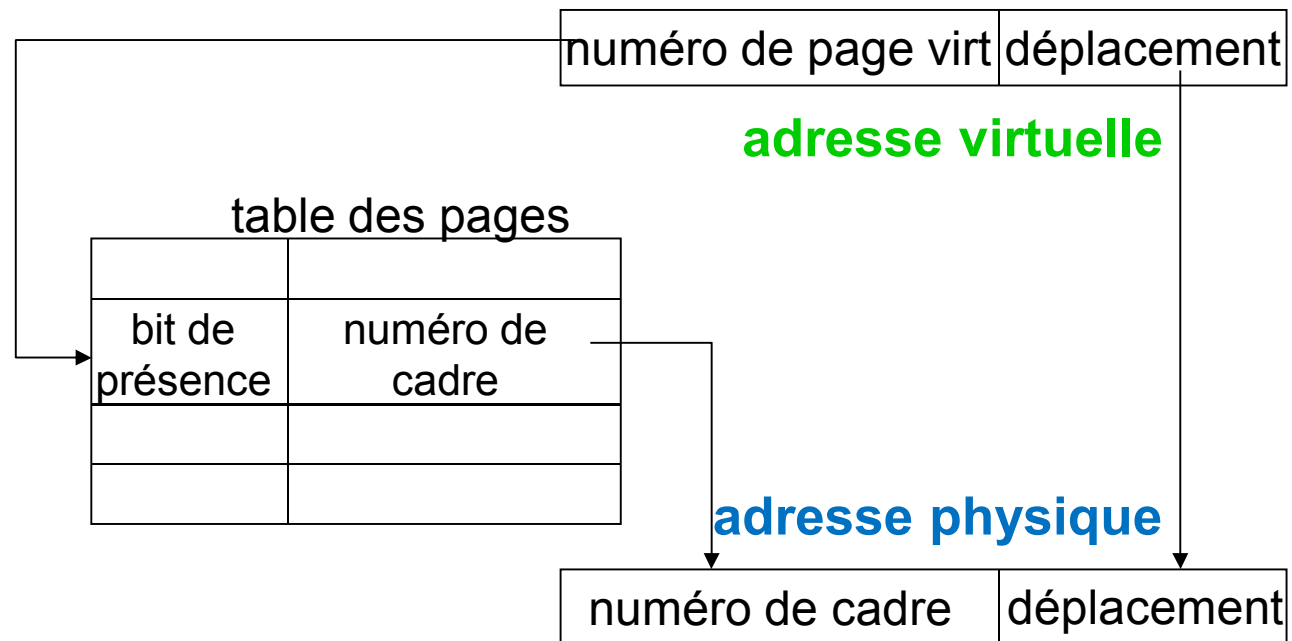 numéro de page virt déplacement
adresse virtuelle
table des pages
bit de présence
numéro de cadre
adresse physique
numéro de cadre déplacement